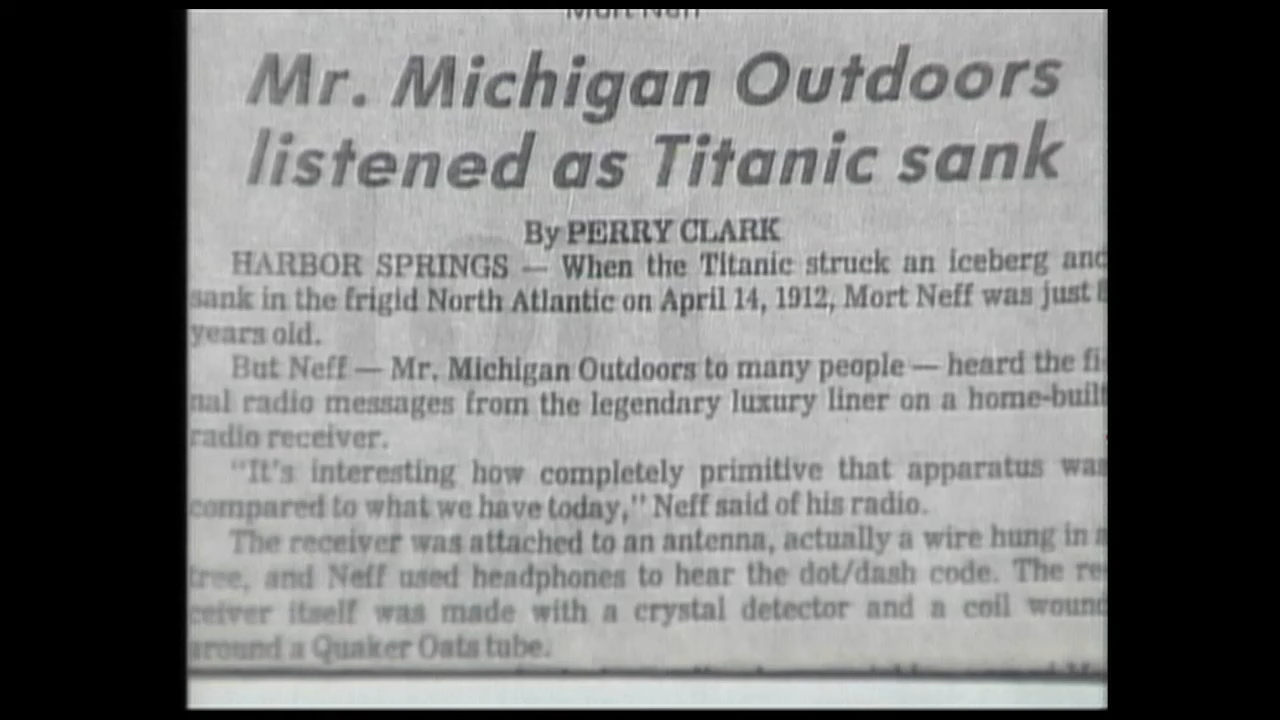 Mort Neff
Mr. Michigan Outdoors
listened as Titanic sank
By PERRY CLARK
HARBOR SPRINGS — When the Titanic struck an iceberg and
sank in the frigid North Atlantic on April 14, 1912, Mort Neff was just
years old.
But Neff — Mr. Michigan Outdoors to many people — heard the fi-
nal radio messages from the legendary luxury liner on a home-built
radio receiver.
"It's interesting how completely primitive that apparatus was
compared to what we have today," Neff said of his radio.
The receiver was attached to an antenna, actually a wire hung in a
tree, and Neff used headphones to hear the dot/dash code. The re-
ceiver itself was made with a crystal detector and a coil wound
around a Quaker Oats tube.